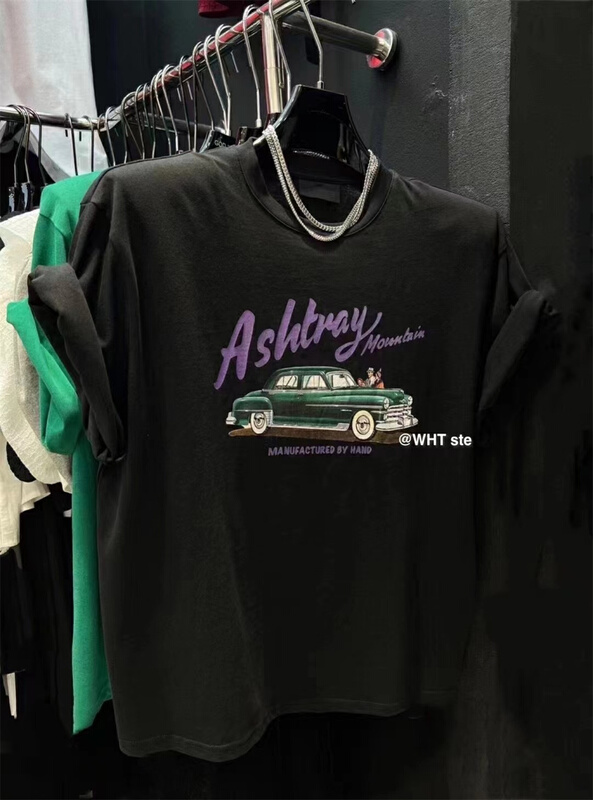 Ashtray
Mountain
@WHT ste
MANUFACTURED BY HAND